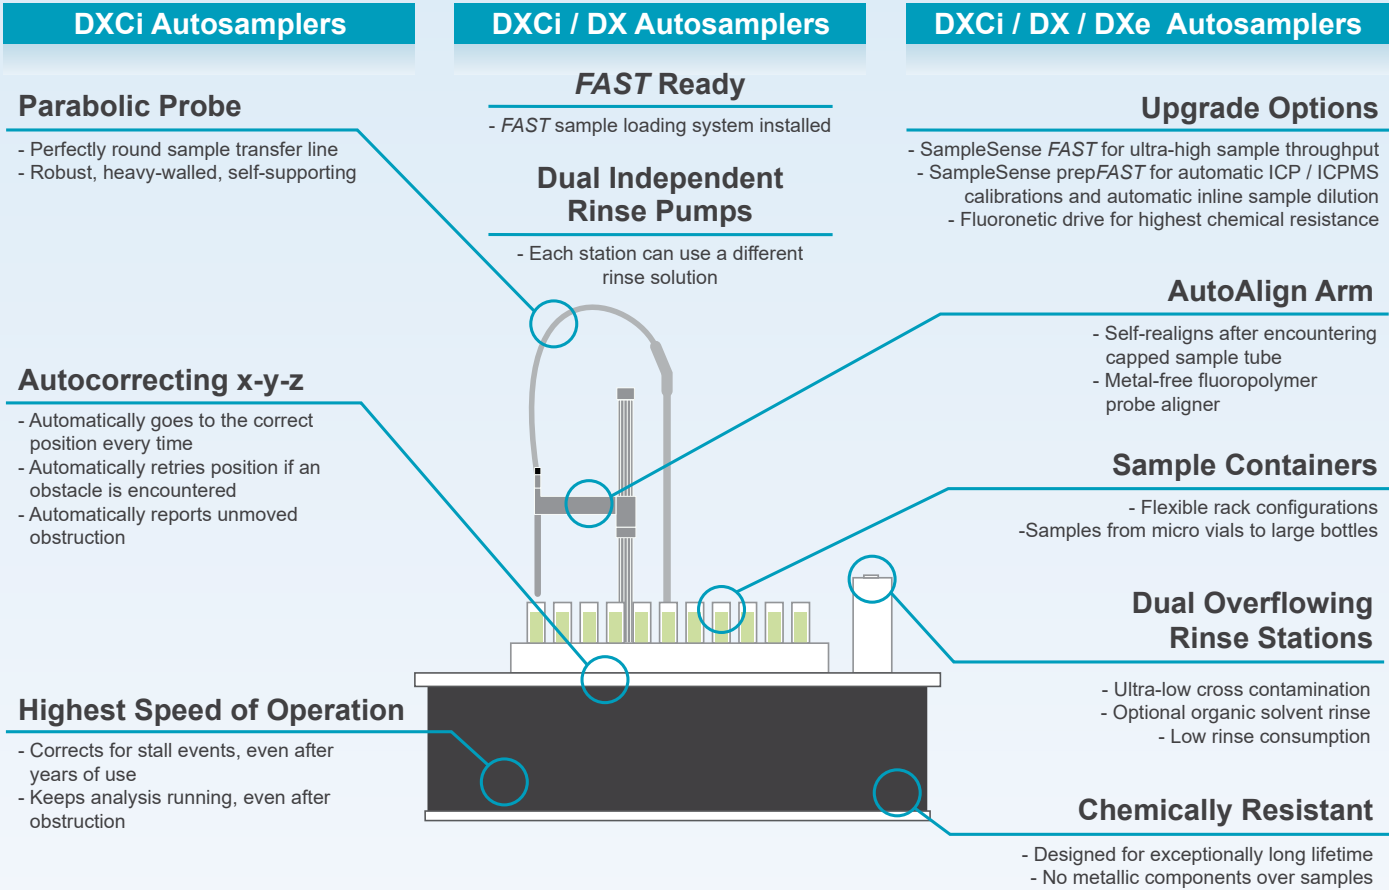 DXCi Autosamplers
Parabolic Probe
- Perfectly round sample transfer line
- Robust, heavy-walled, self-supporting
Autocorrecting x-y-z
- Automatically goes to the correct
position every time
- Automatically retries position if an
obstacle is encountered
- Automatically reports unmoved
obstruction
Highest Speed of Operation
- Corrects for stall events, even after
years of use
- Keeps analysis running, even after
obstruction
DXCi / DX Autosamplers
FAST Ready
- FAST sample loading system installed
Dual Independent
Rinse Pumps
- Each station can use a different
rinse solution
DXCi / DX / DXe Autosamplers
Upgrade Options
- SampleSense FAST for ultra-high sample throughput
- SampleSense prepFAST for automatic ICP / ICPMS
calibrations and automatic inline sample dilution
- Fluoronetic drive for highest chemical resistance
AutoAlign Arm
- Self-realigns after encountering
capped sample tube
- Metal-free fluoropolymer
probe aligner
Sample Containers
- Flexible rack configurations
-Samples from micro vials to large bottles
Dual Overflowing
Rinse Stations
- Ultra-low cross contamination
- Optional organic solvent rinse
- Low rinse consumption
Chemically Resistant
- Designed for exceptionally long lifetime
- No metallic components over samples